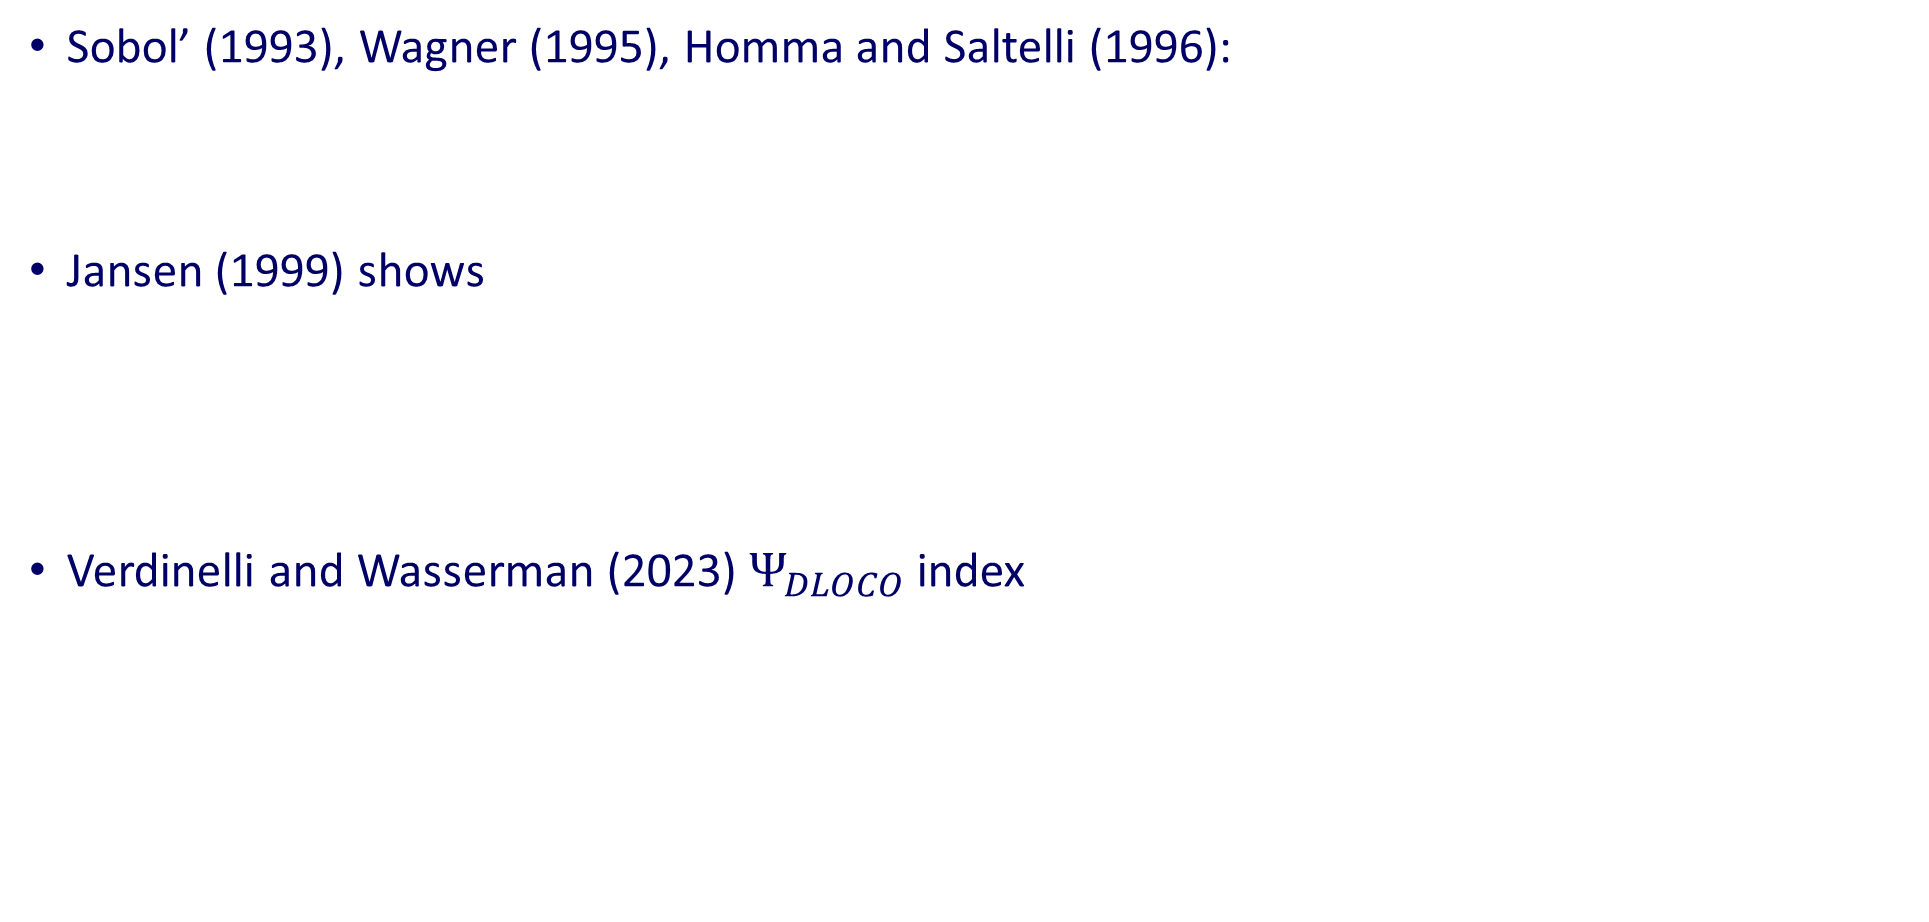 • Sobol’ (1993), Wagner (1995), Homma and Saltelli (1996):
• Jansen (1999) shows
• Verdinelli and Wasserman (2023) Ψ_DLOCO index